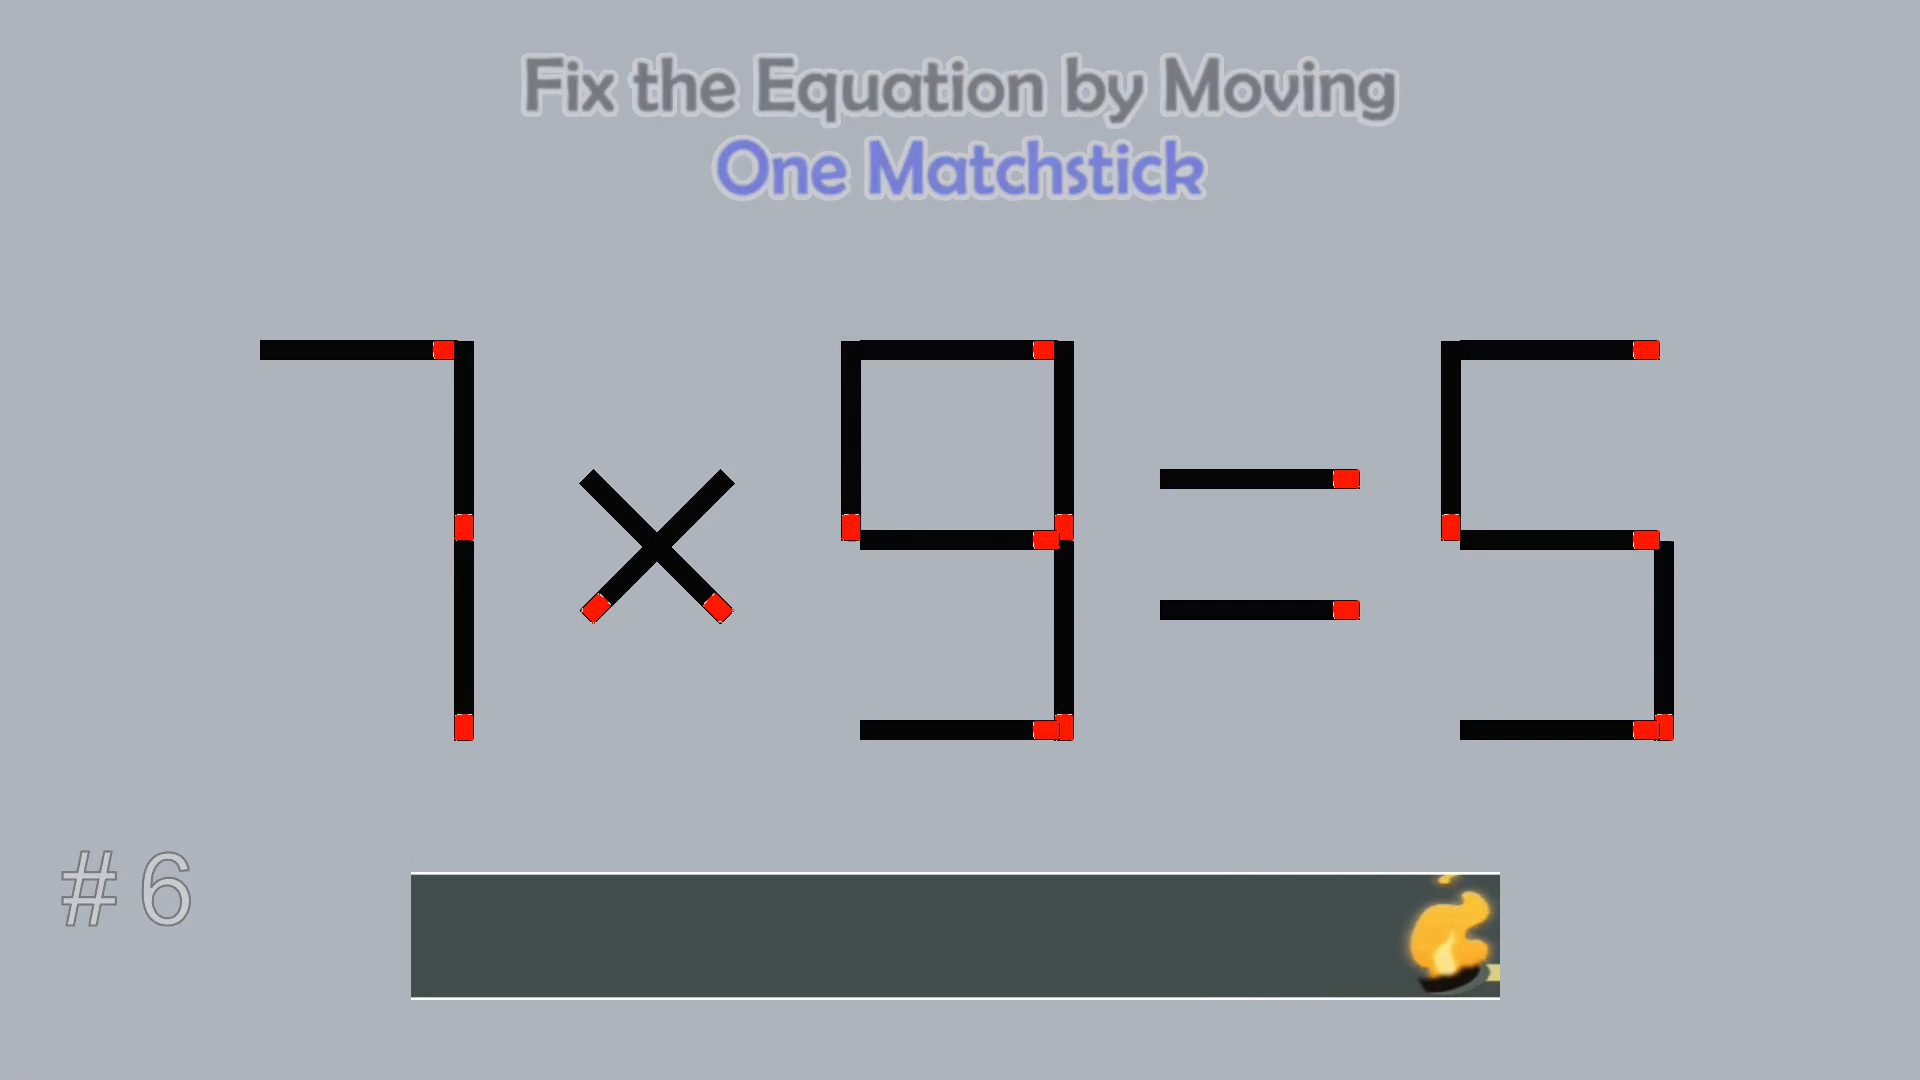 Fix the Equation by Moving
One Matchstick
7 × 9 = 5
# 6